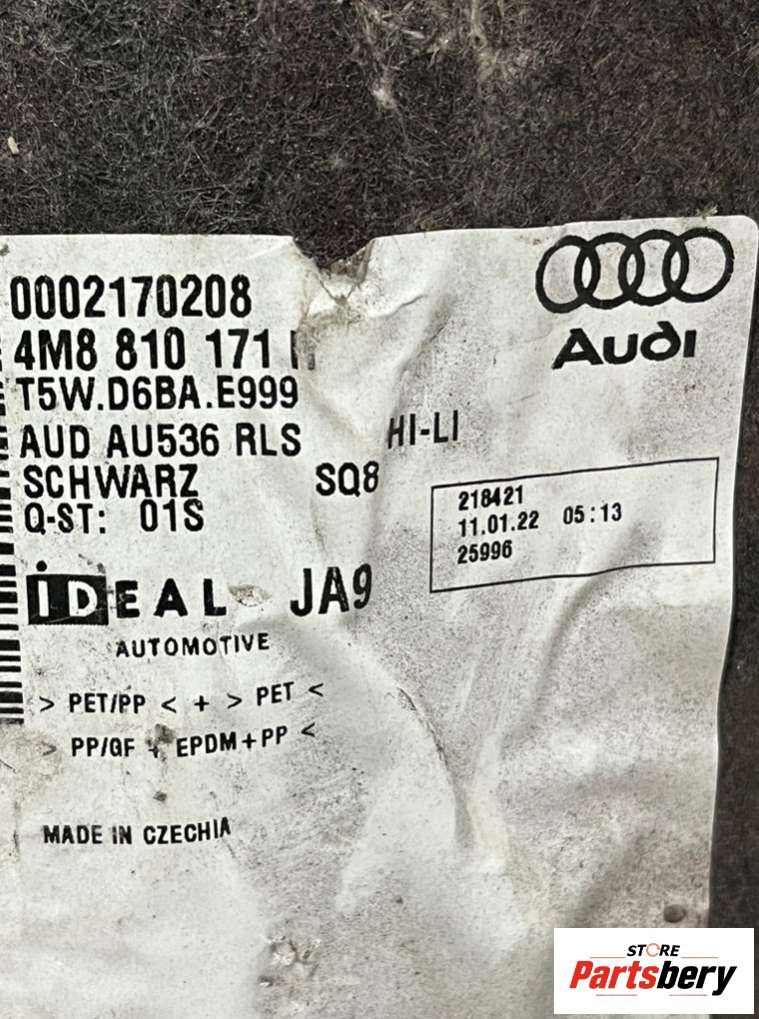 0002170208
4M8 810 171
T5W.D6BA.E999
AUD AU536 RLS HI-LI
SCHWARZ SQ8
Q-ST: 01S
Audi
218421
11.01.22 05:13
25996
IDEAL JA9
AUTOMOTIVE
> PET/PP < + > PET <
> PP/GF + EPDM+PP <
MADE IN CZECHIA
STORE
Partsbery